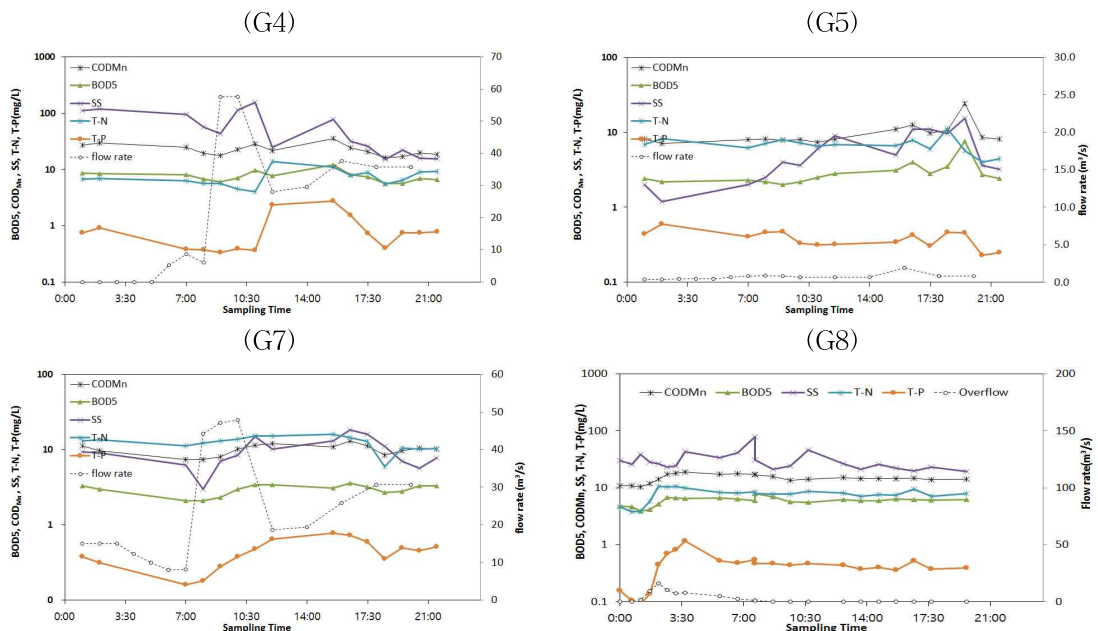 (G4)
1000
100
10
1
0.1
BOD5, CODMn, SS, T-N, T-P(mg/L)
CODMn
BOD5
SS
T-N
T-P
flow rate
70
60
50
40
30
20
10
0
flow rate(m³/s)
0:00 3:30 7:00 10:30 14:00 17:30 21:00
Sampling Time
(G5)
100
10
1
0
BOD5, CODMn, SS, T-N, T-P(mg/L)
CODMn
BOD5
SS
T-N
T-P
flow rate
30.0
25.0
20.0
15.0
10.0
5.0
0.0
flow rate(m³/s)
0:00 3:30 7:00 10:30 14:00 17:30 21:00
Sampling Time
(G7)
100
10
1
0
BOD5, CODMn, SS, T-N, T-P(mg/L)
CODMn
BOD5
SS
T-N
T-P
flow rate
60
50
40
30
20
10
0
flow rate(m³/s)
0:00 3:30 7:00 10:30 14:00 17:30 21:00
Sampling Time
(G8)
1000
100
10
1
0.1
BOD5, CODMn, SS, T-N, T-P(mg/L)
CODMn BOD5 SS T-N T-P Overflow
200
150
100
50
0
Flow rate(m³/s)
0:00 3:30 7:00 10:30 14:00 17:30 21:00
Sampling Time